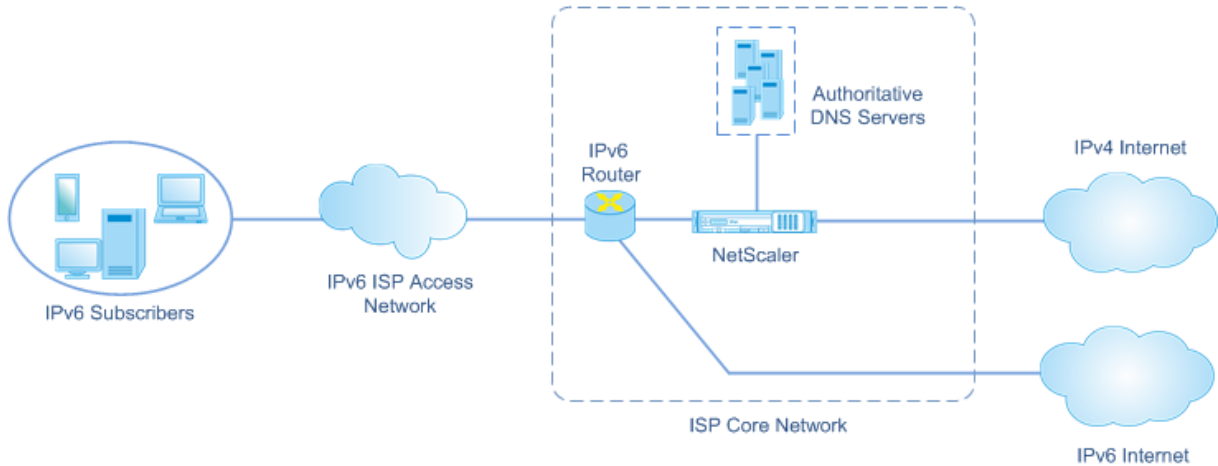 Authoritative
DNS Servers
IPv6
Router
IPv4 Internet
NetScaler
IPv6 ISP Access
Network
IPv6 Subscribers
ISP Core Network
IPv6 Internet